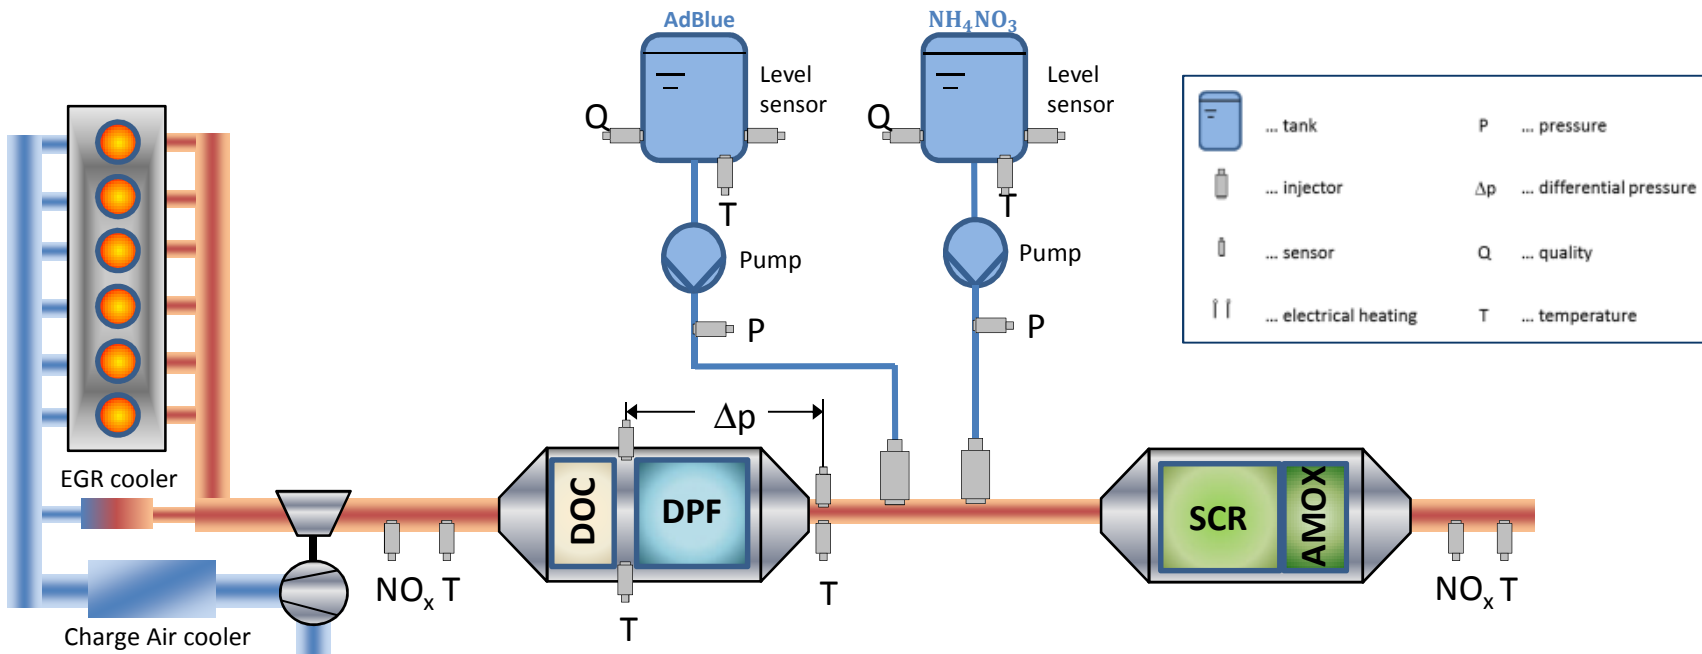 AdBlue
NH₄NO₃
Level
sensor
Level
sensor
Q
Q
T
T
Pump
Pump
P
P
... tank
P ... pressure
... injector
Δp ... differential pressure
... sensor
Q ... quality
... electrical heating
T ... temperature
Δp
EGR cooler
DOC
DPF
SCR
AMOX
NOₓ T
T
T
NOₓ T
Charge Air cooler